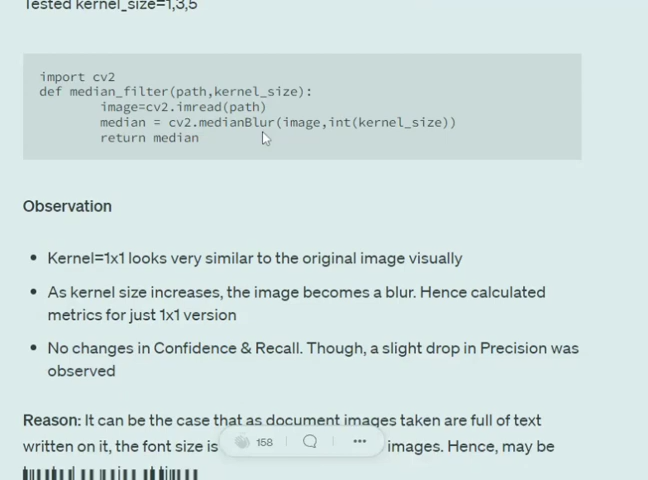 Tested kernel_size=1,3,5
import cv2
def median_filter(path,kernel_size):
image=cv2.imread(path)
median = cv2.medianBlur(image,int(kernel_size))
return median
Observation
Kernel=1x1 looks very similar to the original image visually
As kernel size increases, the image becomes a blur. Hence calculated
metrics for just 1x1 version
No changes in Confidence & Recall. Though, a slight drop in Precision was
observed
Reason: It can be the case that as document images taken are full of text
written on it, the font size is images. Hence, may be
158